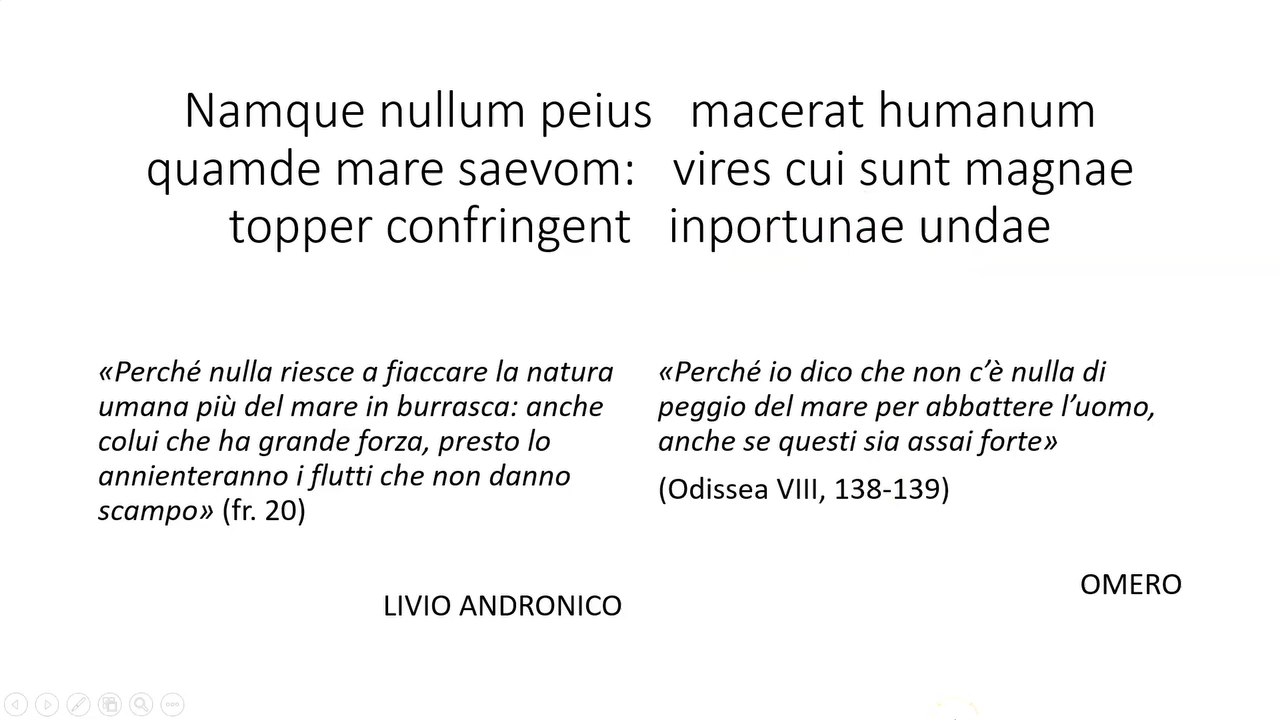 Namque nullum peius macerat humanum
quamde mare saevom: vires cui sunt magnae
topper confringent inportunae undae
«Perché nulla riesce a fiaccare la natura
umana più del mare in burrasca: anche
colui che ha grande forza, presto lo
annienteranno i flutti che non danno
scampo» (fr. 20)
LIVIO ANDRONICO
«Perché io dico che non c’è nulla di
peggio del mare per abbattere l’uomo,
anche se questi sia assai forte»
(Odissea VIII, 138-139)
OMERO